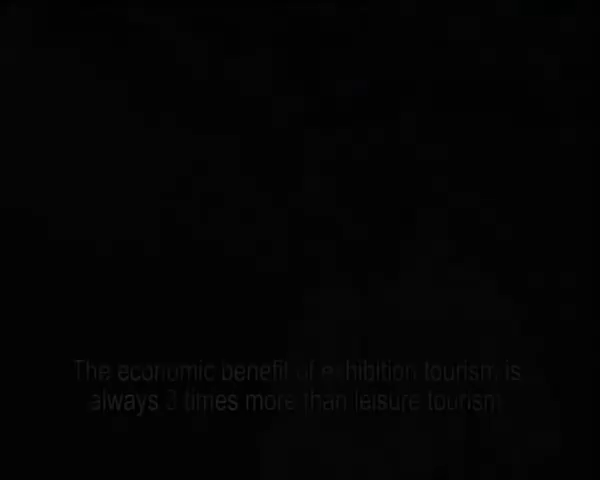 The economic benefit of exhibition tourism is
always 3 times more than leisure tourism